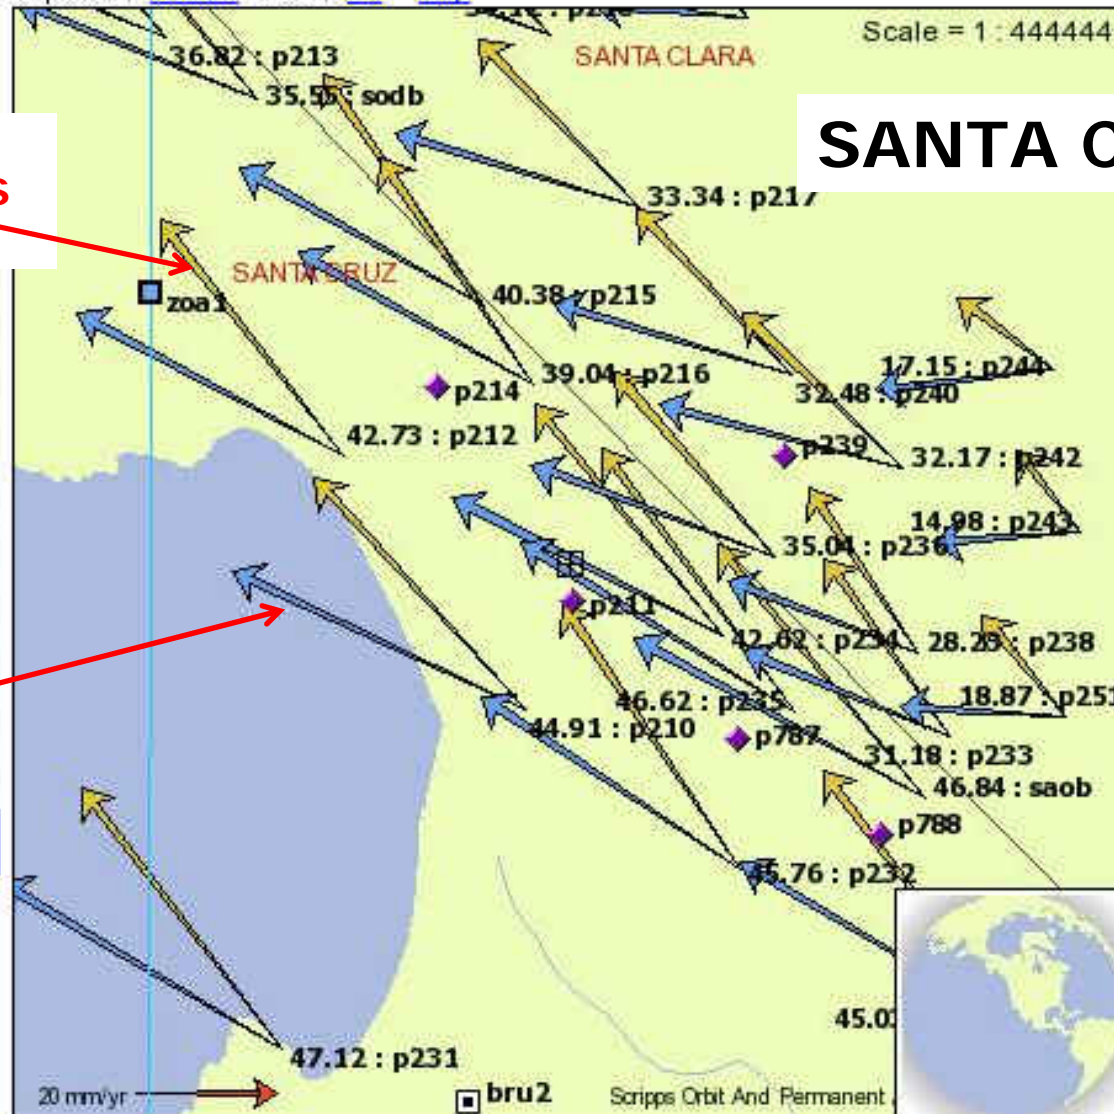 Scale = 1 : 444444
SANTA CLARA
36.82 : p213
35.55 : sodb
SANTA C
33.34 : p217
S
SANTA CRUZ
40.38 : p215
zoa1
17.15 : p244
39.04 : p216
32.48 : p240
p214
42.73 : p212
p239
32.17 : p242
14.98 : p243
35.04 : p236
p211
42.62 : p234
28.25 : p238
46.62 : p235
18.87 : p251
44.91 : p210
p787
31.18 : p233
46.84 : saob
p788
45.76 : p232
45.03
47.12 : p231
20 mm/yr
bru2
Scripps Orbit And Permanent